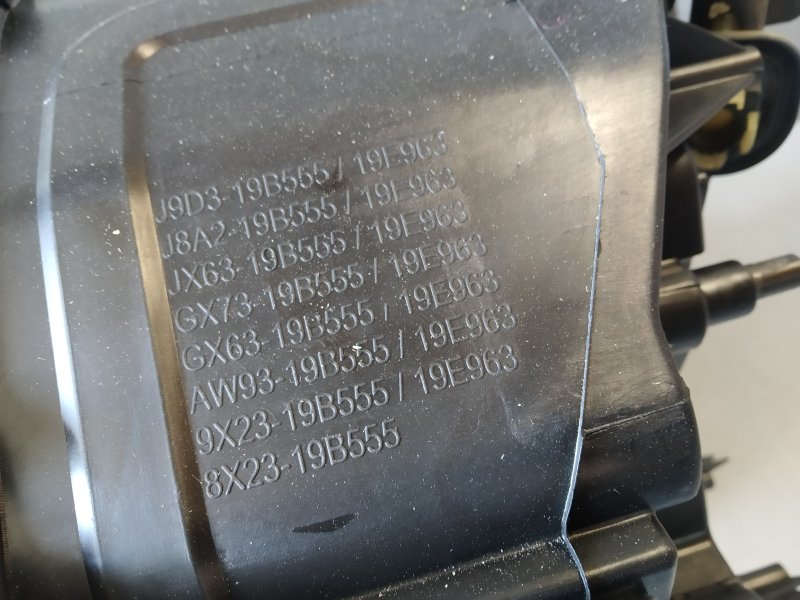 J9D3-19B555 / 19E963
J8A2-19B555 / 19E963
JX63-19B555 / 19E963
GX73-19B555 / 19E963
GX63-19B555 / 19E963
AW93-19B555 / 19E963
9X23-19B555 / 19E963
8X23-19B555